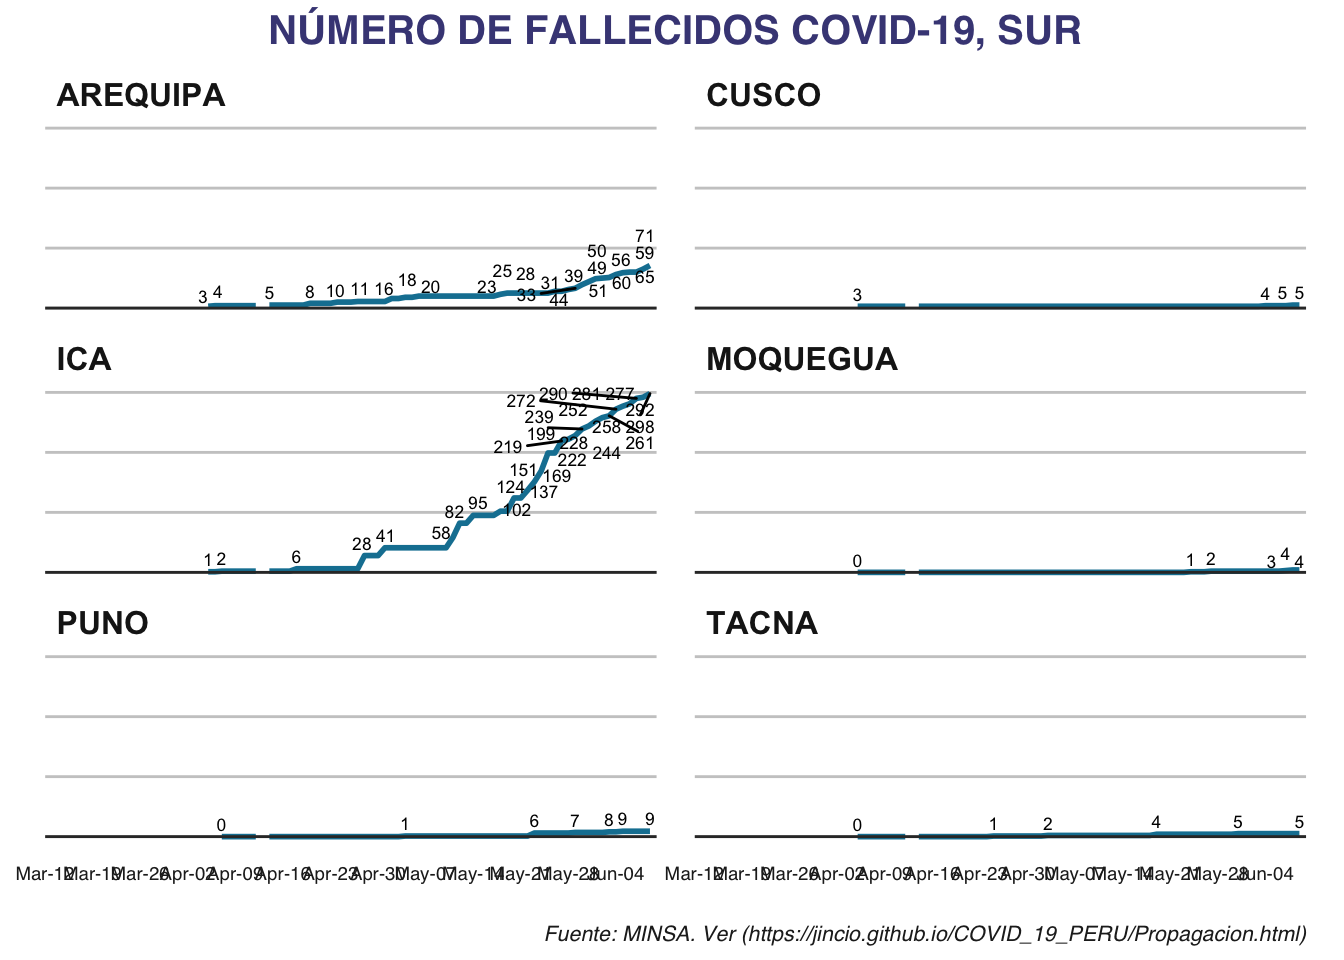 NÚMERO DE FALLECIDOS COVID-19, SUR
AREQUIPA
3 4 5 8 10 11 16 18 20 23 25 28 33 31 44 39 50 49 51 56 60 71 59 65
CUSCO
3 4 5 5
ICA
1 2 6 28 41 58 82 95 102 124 137 151 169 199 219 222 228 239 244 252 258 261 272 277 281 290 292 298
MOQUEGUA
0 1 2 3 4 4
PUNO
0 1 6 7 8 9 9
TACNA
0 1 2 4 5 5
Mar-12 Mar-19 Mar-26 Apr-02 Apr-09 Apr-16 Apr-23 Apr-30 May-07 May-14 May-21 May-28 Jun-04
Mar-12 Mar-19 Mar-26 Apr-02 Apr-09 Apr-16 Apr-23 Apr-30 May-07 May-14 May-21 May-28 Jun-04
Fuente: MINSA. Ver (https://jincio.github.io/COVID_19_PERU/Propagacion.html)